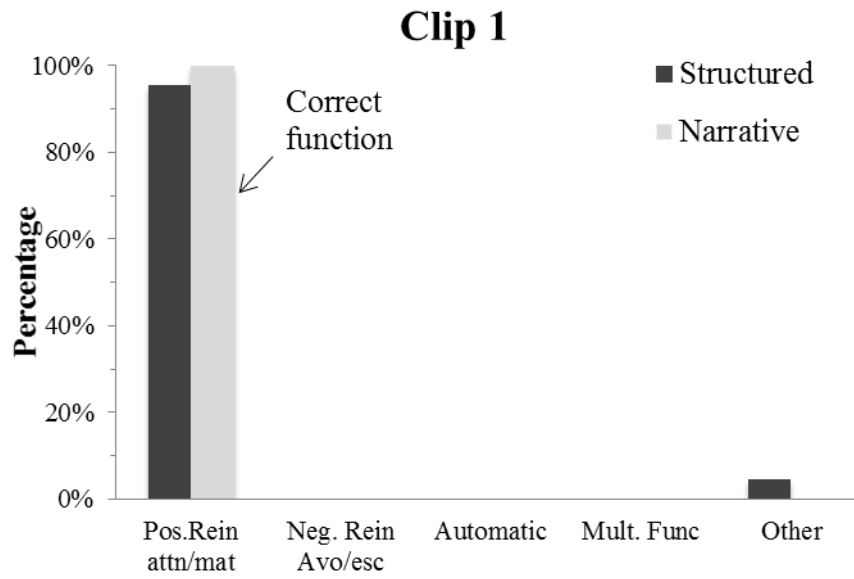 Clip 1
Structured
Narrative
Correct
function
Percentage
100%
80%
60%
40%
20%
0%
Pos.Rein
attn/mat
Neg. Rein
Avo/esc
Automatic
Mult. Func
Other